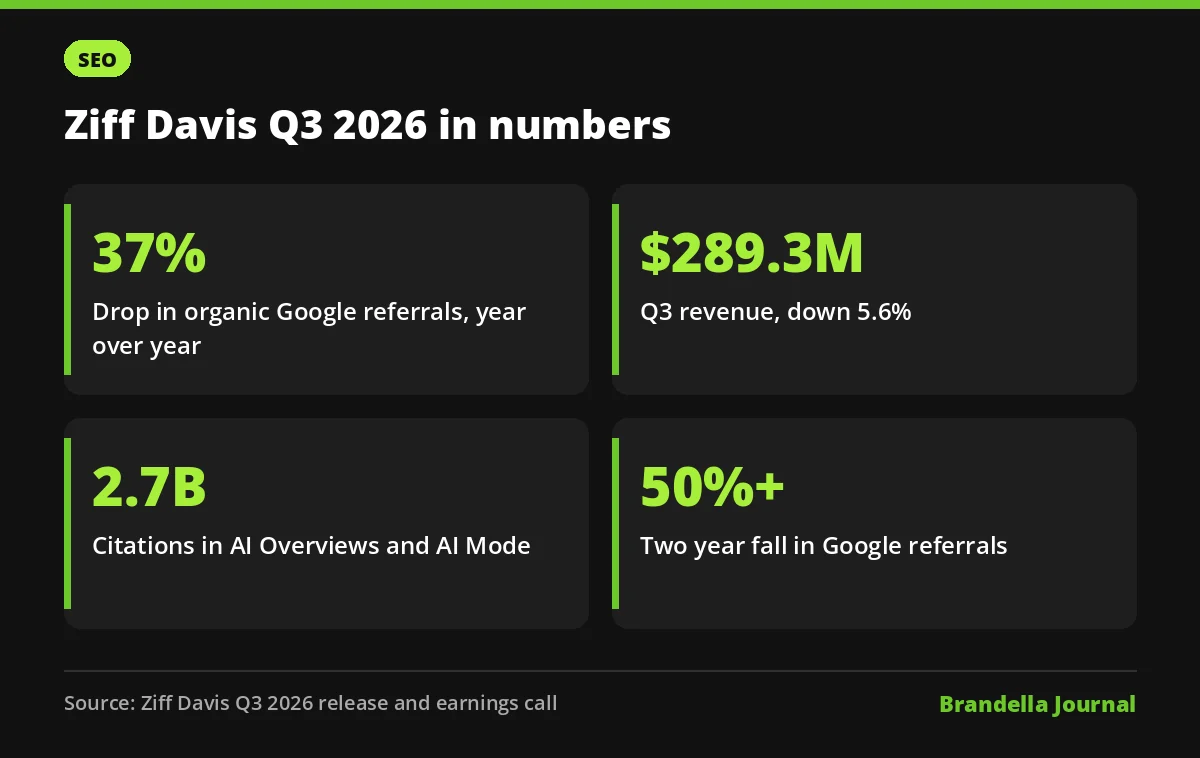 SEO
Ziff Davis Q3 2026 in numbers
37%
Drop in organic Google referrals, year
over year
$289.3M
Q3 revenue, down 5.6%
2.7B
Citations in AI Overviews and AI Mode
50%+
Two year fall in Google referrals
Source: Ziff Davis Q3 2026 release and earnings call
Brandella Journal